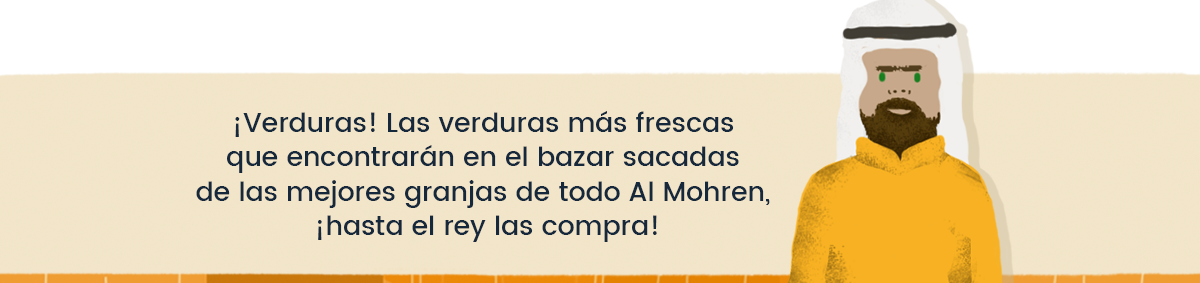 ¡Verduras! Las verduras más frescas
que encontrarán en el bazar sacadas
de las mejores granjas de todo Al Mohren,
¡hasta el rey las compra!